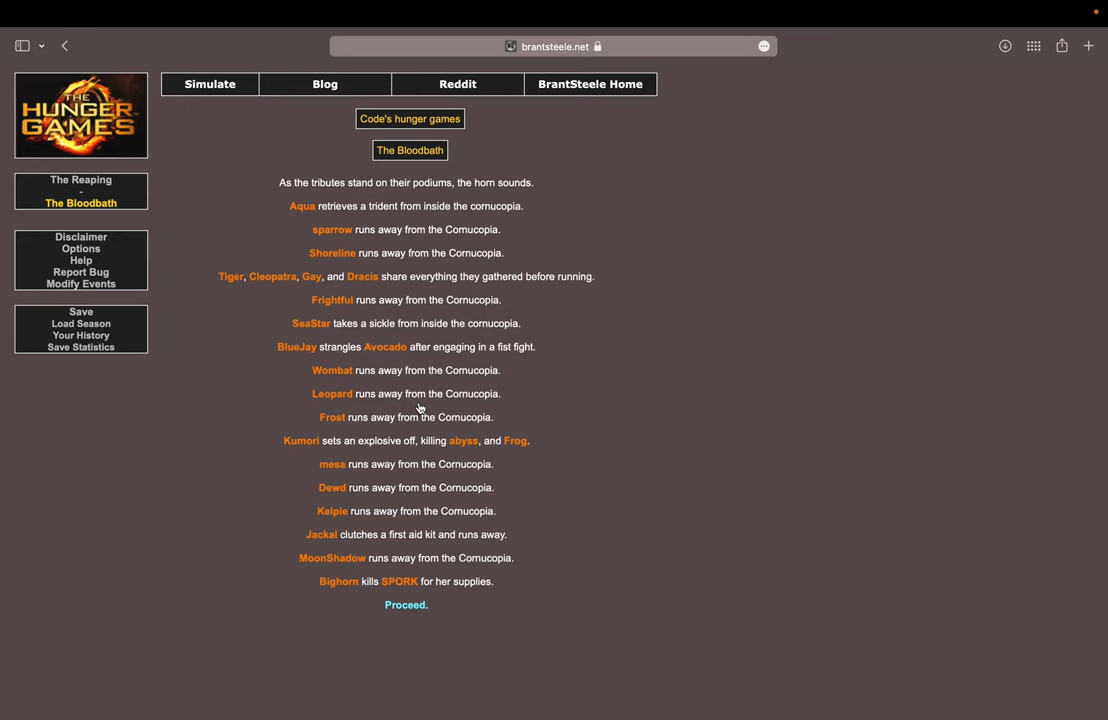 brantsteele.net
THE
HUNGER
GAMES
Simulate
Blog
Reddit
BrantSteele Home
The Reaping
-
The Bloodbath
Disclaimer
Options
Help
Report Bug
Modify Events
Save
Load Season
Your History
Save Statistics
Code's hunger games
The Bloodbath
As the tributes stand on their podiums, the horn sounds.
Aqua retrieves a trident from inside the cornucopia.
sparrow runs away from the Cornucopia.
Shoreline runs away from the Cornucopia.
Tiger, Cleopatra, Gay, and Dracis share everything they gathered before running.
Frightful runs away from the Cornucopia.
SeaStar takes a sickle from inside the cornucopia.
BlueJay strangles Avocado after engaging in a fist fight.
Wombat runs away from the Cornucopia.
Leopard runs away from the Cornucopia.
Frost runs away from the Cornucopia.
Kumori sets an explosive off, killing abyss, and Frog.
mesa runs away from the Cornucopia.
Dewd runs away from the Cornucopia.
Kelpie runs away from the Cornucopia.
Jackal clutches a first aid kit and runs away.
MoonShadow runs away from the Cornucopia.
Bighorn kills SPORK for her supplies.
Proceed.